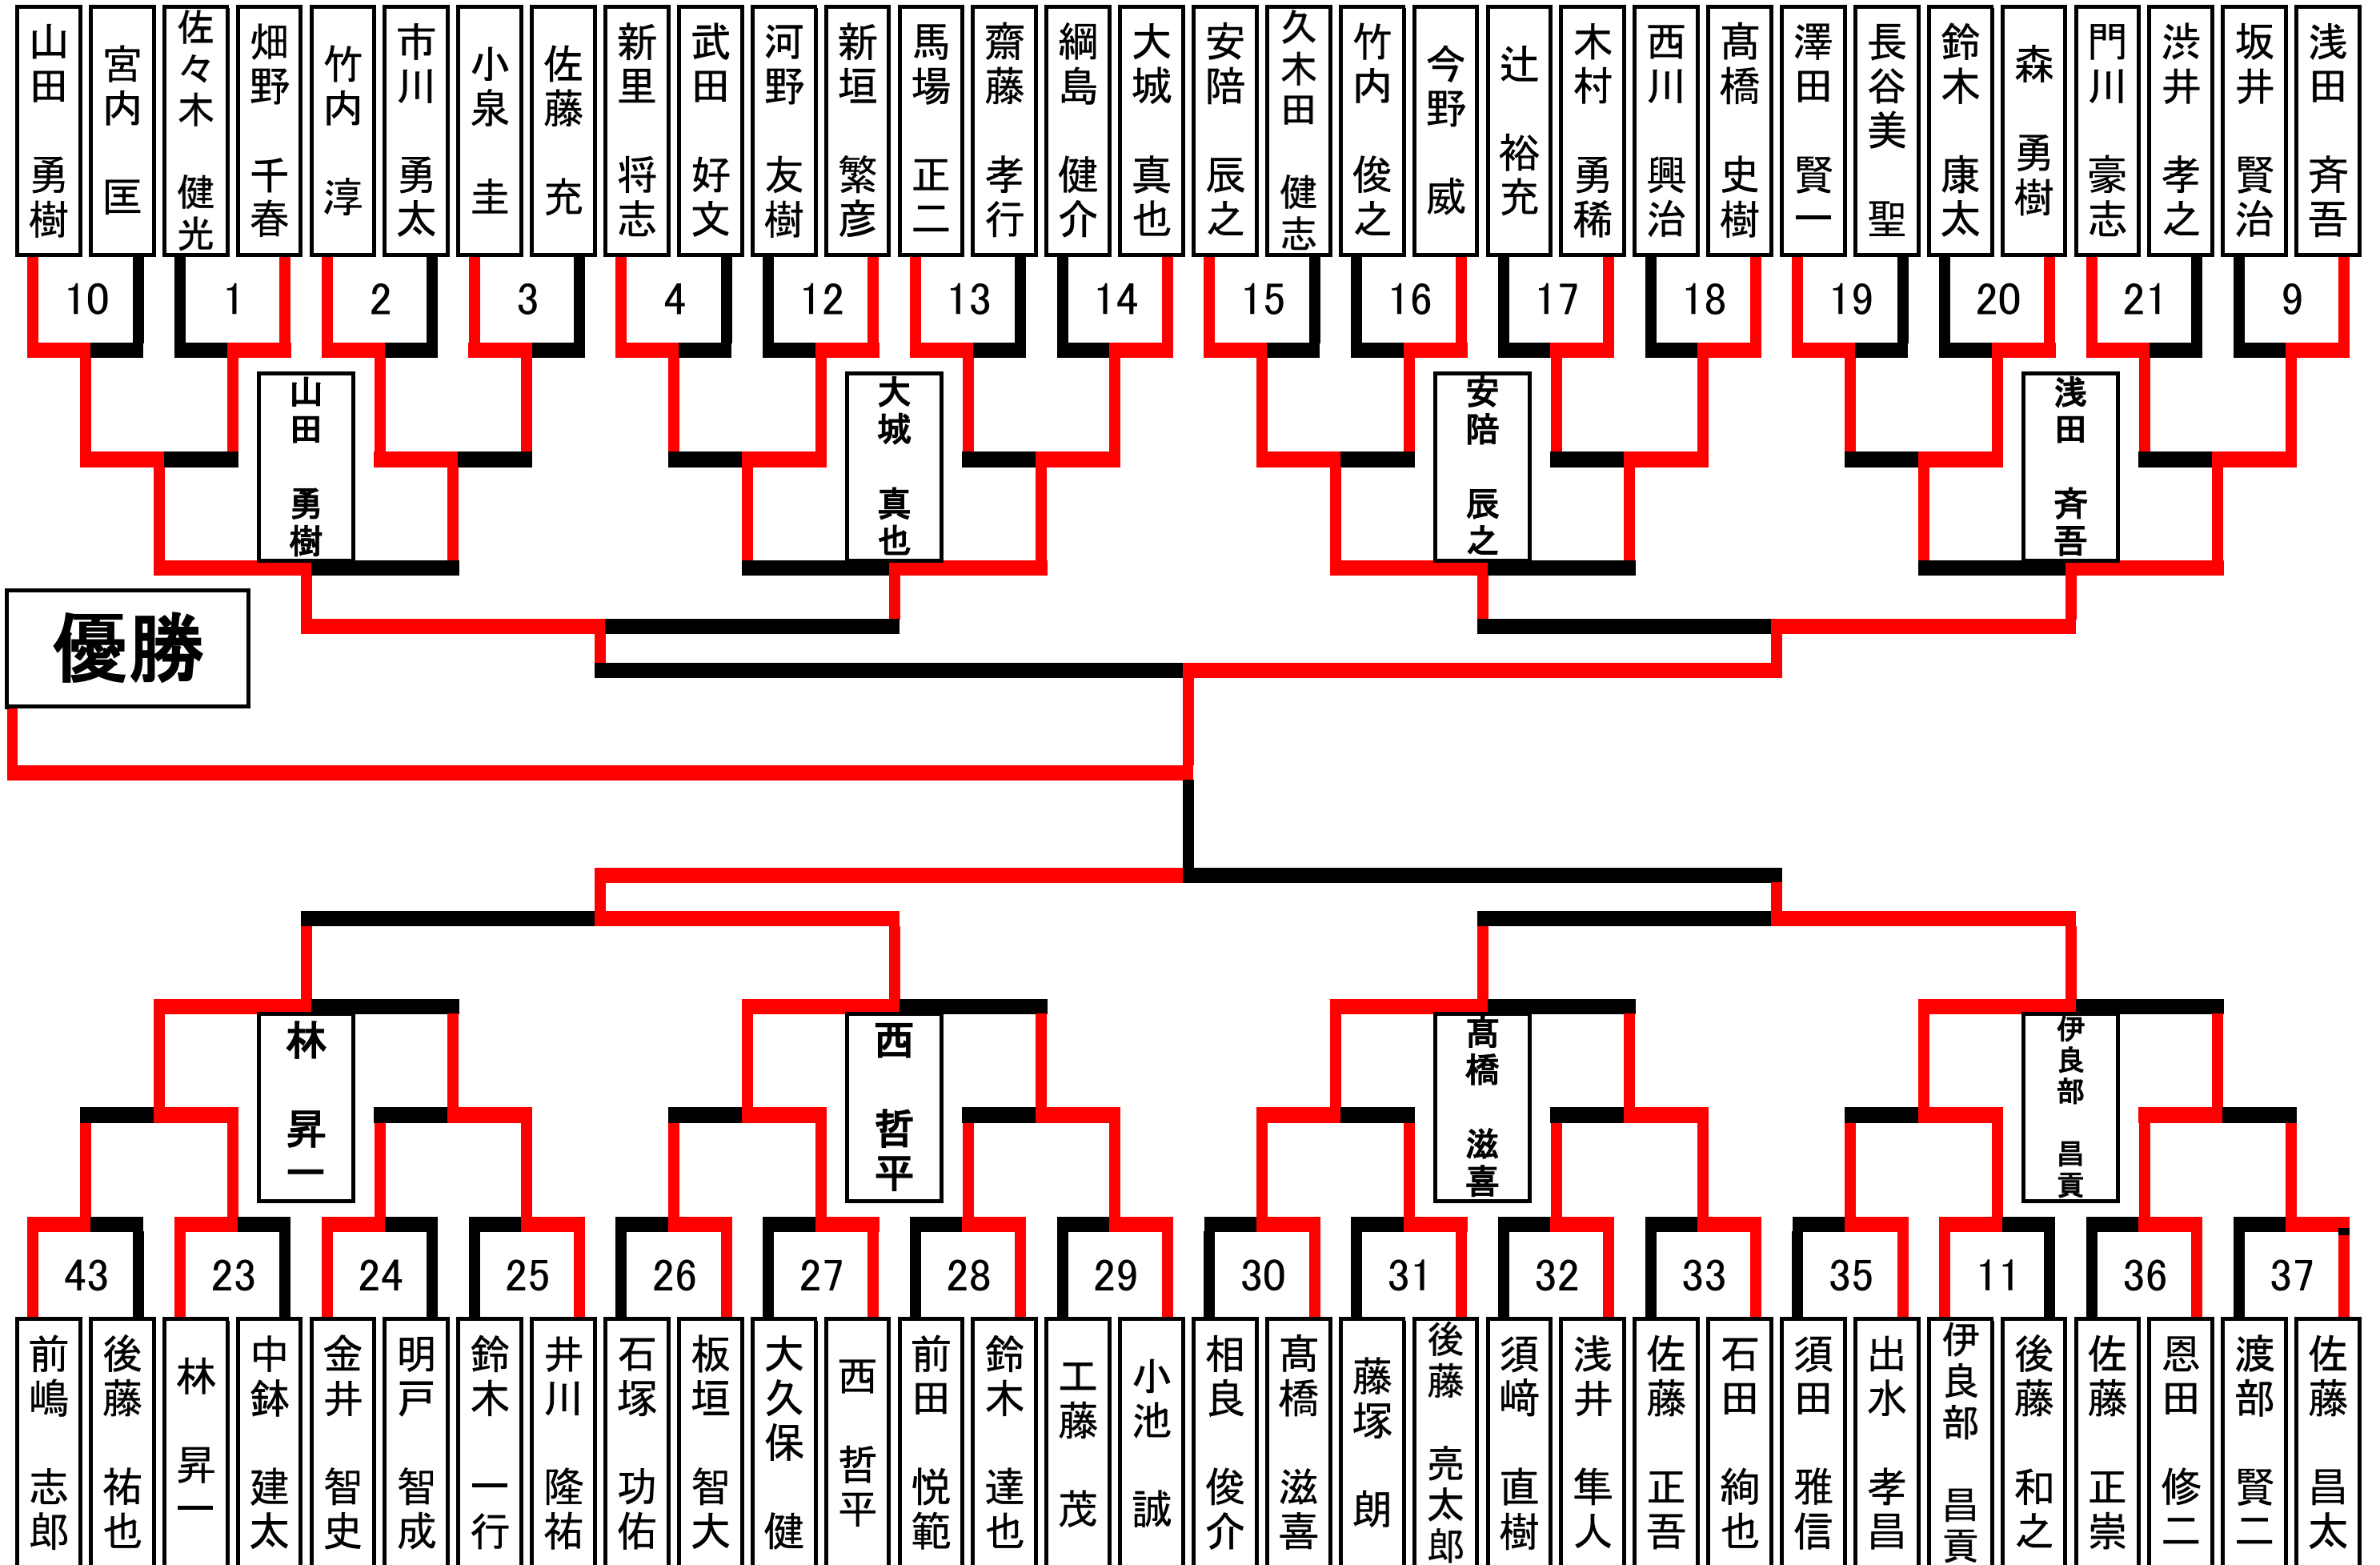 山田 勇樹
宮内 匡
佐々木 健光
畑野 千春
竹内 淳
市川 勇太
小泉 圭
佐藤 充
新里 将志
武田 好文
河野 友樹
新垣 繁彦
馬場 正二
齋藤 孝行
綱島 健介
大城 真也
安陪 辰之
久木田 健志
竹内 俊之
今野 威
辻 裕充
木村 勇稀
西川 興治
髙橋 史樹
澤田 賢一
長谷美 聖
鈴木 康太
森 勇樹
門川 豪志
渋井 孝之
坂井 賢治
浅田 斉吾
10
1
2
3
4
12
13
14
15
16
17
18
19
20
21
9
山田 勇樹
大城 真也
安陪 辰之
浅田 斉吾
優勝
林 昇一
西 哲平
髙橋 滋喜
伊良部 昌貢
43
23
24
25
26
27
28
29
30
31
32
33
35
11
36
37
前嶋 志郎
後藤 祐也
林 昇一
中鉢 建太
金井 智史
明戸 智成
鈴木 一行
井川 隆祐
石塚 功佑
板垣 智大
大久保 健
西 哲平
前田 悦範
鈴木 達也
工藤 茂
小池 誠
相良 俊介
髙橋 滋喜
藤塚 朗
後藤 亮太郎
須﨑 直樹
浅井 隼人
佐藤 正吾
石田 絢也
須田 雅信
出水 孝昌
伊良部 昌貢
後藤 和之
佐藤 正崇
恩田 修二
渡部 賢二
佐藤 昌太